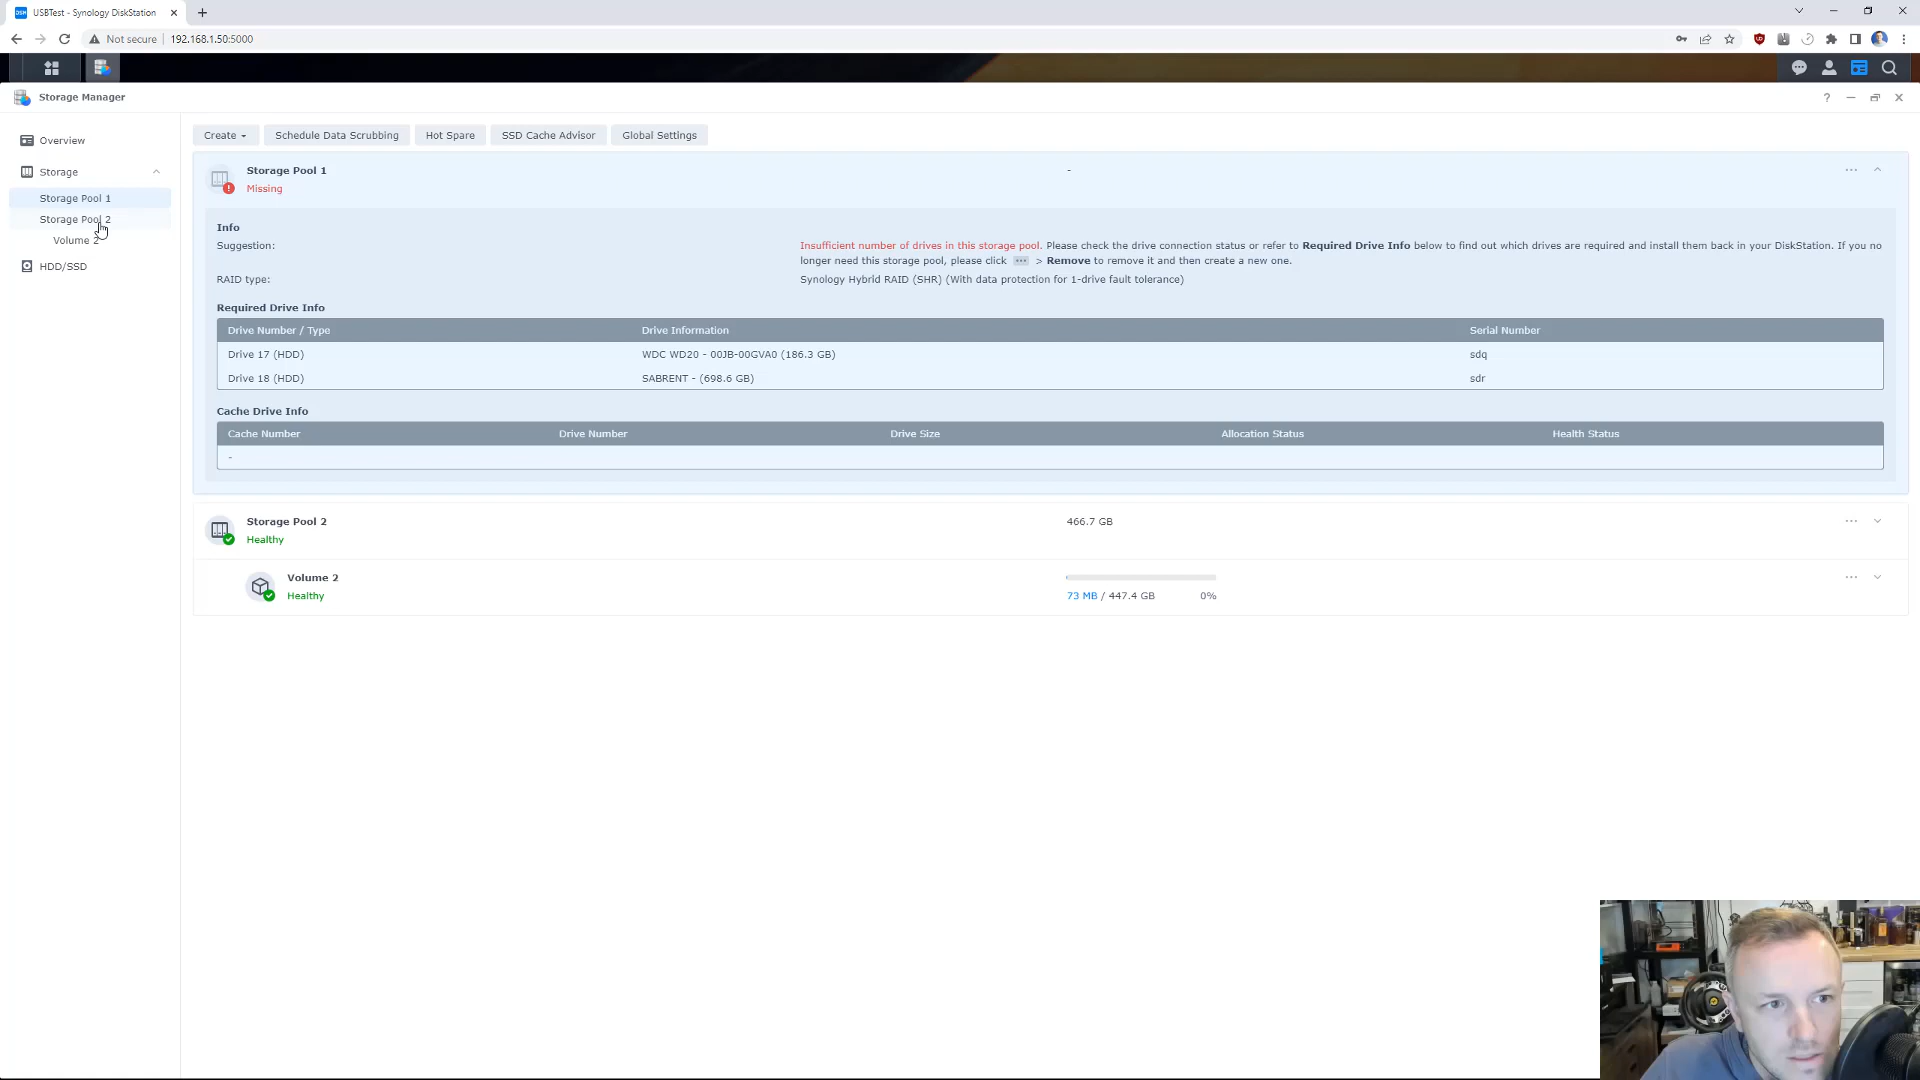 USBTest - Synology DiskStation
Not secure 192.168.1.50:5000
Storage Manager
Overview
Storage
Storage Pool 1
Storage Pool 2
Volume 2
HDD/SSD
Create Schedule Data Scrubbing Hot Spare SSD Cache Advisor Global Settings
Storage Pool 1 -
Missing
Info
Suggestion: Insufficient number of drives in this storage pool. Please check the drive connection status or refer to Required Drive Info below to find out which drives are required and install them back in your DiskStation. If you no
longer need this storage pool, please click ··· > Remove to remove it and then create a new one.
RAID type: Synology Hybrid RAID (SHR) (With data protection for 1-drive fault tolerance)
Required Drive Info
Drive Number / Type Drive Information Serial Number
Drive 17 (HDD) WDC WD20 - 00JB-00GVA0 (186.3 GB) sdq
Drive 18 (HDD) SABRENT - (698.6 GB) sdr
Cache Drive Info
Cache Number Drive Number Drive Size Allocation Status Health Status
-
Storage Pool 2 466.7 GB
Healthy
Volume 2
Healthy 73 MB / 447.4 GB 0%